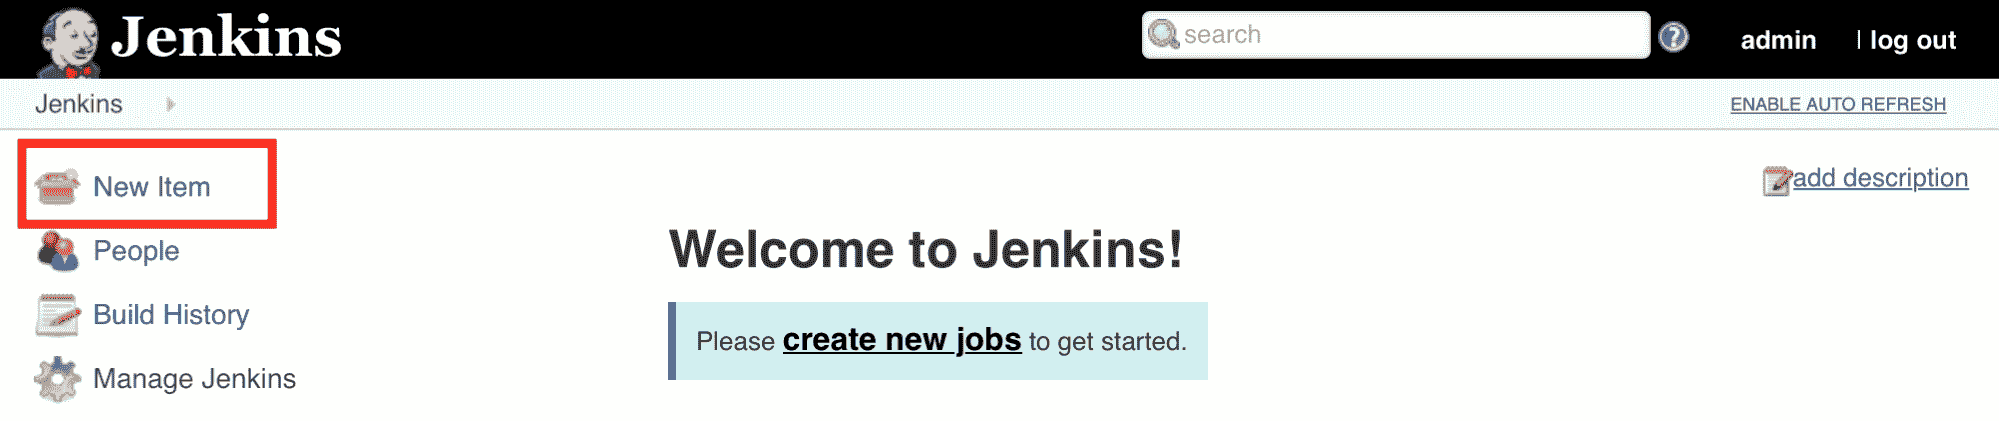 Jenkins
search
admin | log out
Jenkins
ENABLE AUTO REFRESH
New Item
People
Build History
Manage Jenkins
add description
Welcome to Jenkins!
Please create new jobs to get started.